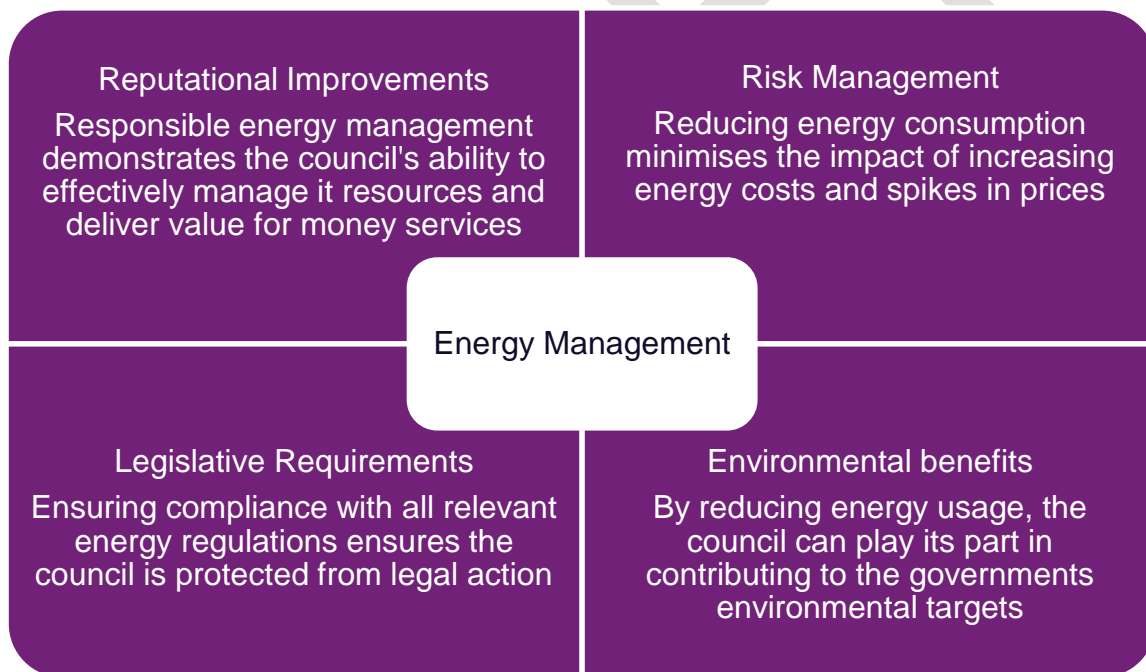 Reputational Improvements
Responsible energy management
demonstrates the council's ability to
effectively manage it resources and
deliver value for money services
Risk Management
Reducing energy consumption
minimises the impact of increasing
energy costs and spikes in prices
Energy Management
Legislative Requirements
Ensuring compliance with all relevant
energy regulations ensures the
council is protected from legal action
Environmental benefits
By reducing energy usage, the
council can play its part in
contributing to the governments
environmental targets